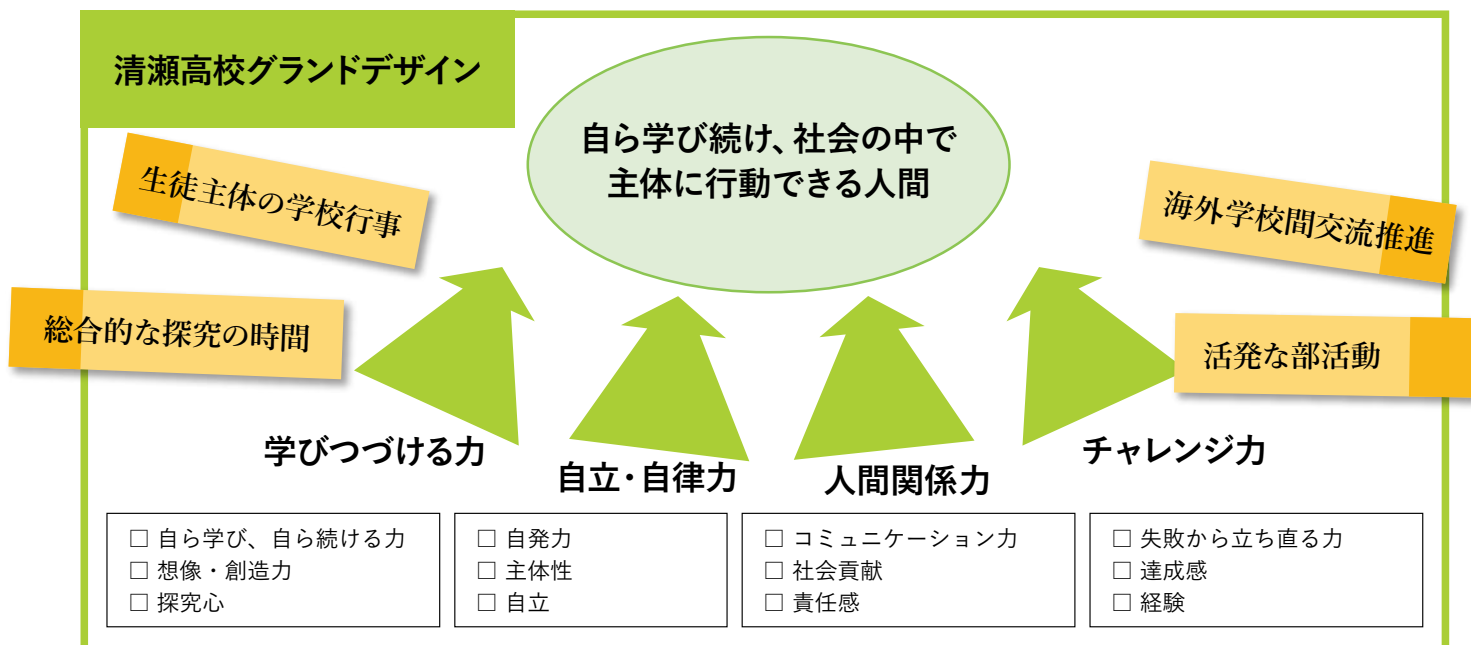 清瀬高校グランドデザイン
自ら学び続け、社会の中で
主体に行動できる人間
生徒主体の学校行事
総合的な探究の時間
海外学校間交流推進
活発な部活動
学びつづける力
自立・自律力
人間関係力
チャレンジ力
□ 自ら学び、自ら続ける力
□ 想像・創造力
□ 探究心
□ 自発力
□ 主体性
□ 自立
□ コミュニケーション力
□ 社会貢献
□ 責任感
□ 失敗から立ち直る力
□ 達成感
□ 経験